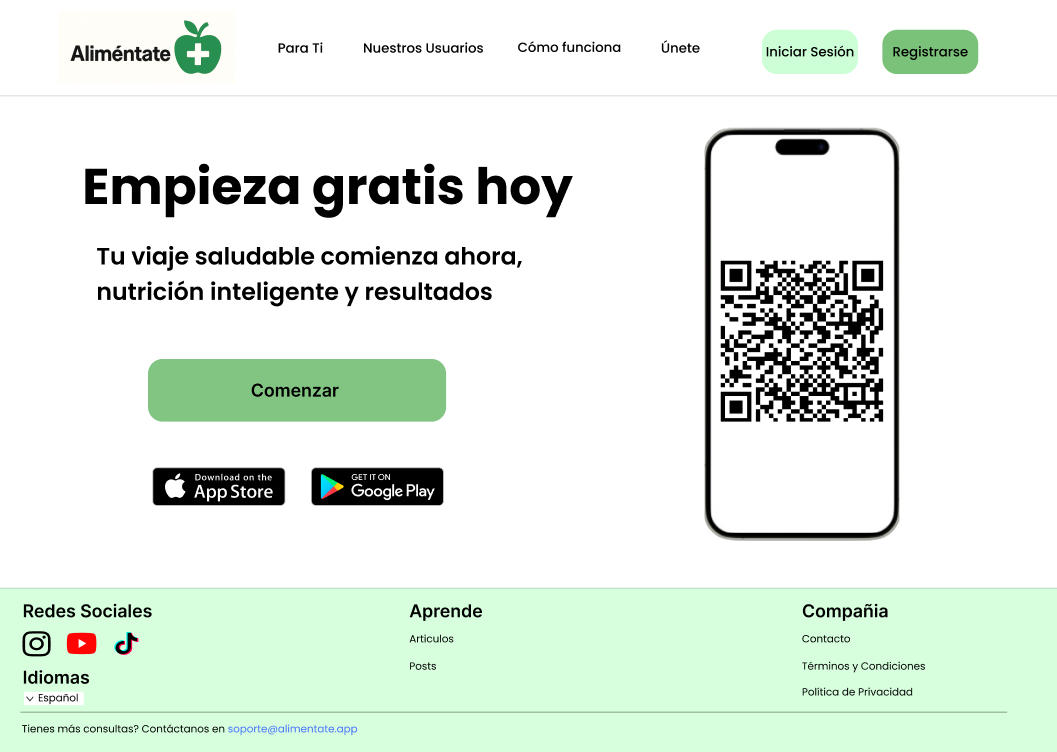 Aliméntate
Para Ti
Nuestros Usuarios
Cómo funciona
Únete
Iniciar Sesión
Registrarse
Empieza gratis hoy
Tu viaje saludable comienza ahora,
nutrición inteligente y resultados
Comenzar
Download on the
App Store
GET IT ON
Google Play
Redes Sociales
Idiomas
Español
Aprende
Articulos
Posts
Compañia
Contacto
Términos y Condiciones
Politica de Privacidad
Tienes más consultas? Contáctanos en soporte@alimentate.app